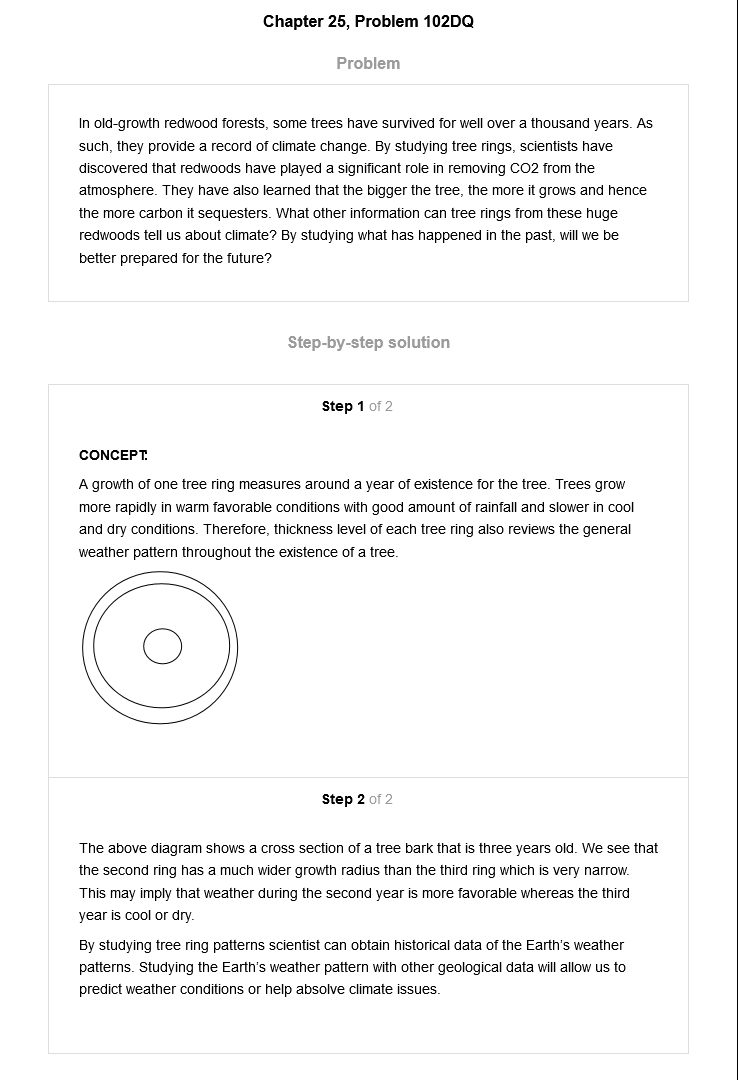 Chapter 25, Problem 102DQ
Problem
In old-growth redwood forests, some trees have survived for well over a thousand years. As
such, they provide a record of climate change. By studying tree rings, scientists have
discovered that redwoods have played a significant role in removing CO2 from the
atmosphere. They have also learned that the bigger the tree, the more it grows and hence
the more carbon it sequesters. What other information can tree rings from these huge
redwoods tell us about climate? By studying what has happened in the past, will we be
better prepared for the future?
Step-by-step solution
Step 1 of 2
CONCEPT:
A growth of one tree ring measures around a year of existence for the tree. Trees grow
more rapidly in warm favorable conditions with good amount of rainfall and slower in cool
and dry conditions. Therefore, thickness level of each tree ring also reviews the general
weather pattern throughout the existence of a tree.
Step 2 of 2
The above diagram shows a cross section of a tree bark that is three years old. We see that
the second ring has a much wider growth radius than the third ring which is very narrow.
This may imply that weather during the second year is more favorable whereas the third
year is cool or dry.
By studying tree ring patterns scientist can obtain historical data of the Earth's weather
patterns. Studying the Earth's weather pattern with other geological data will allow us to
predict weather conditions or help absolve climate issues.